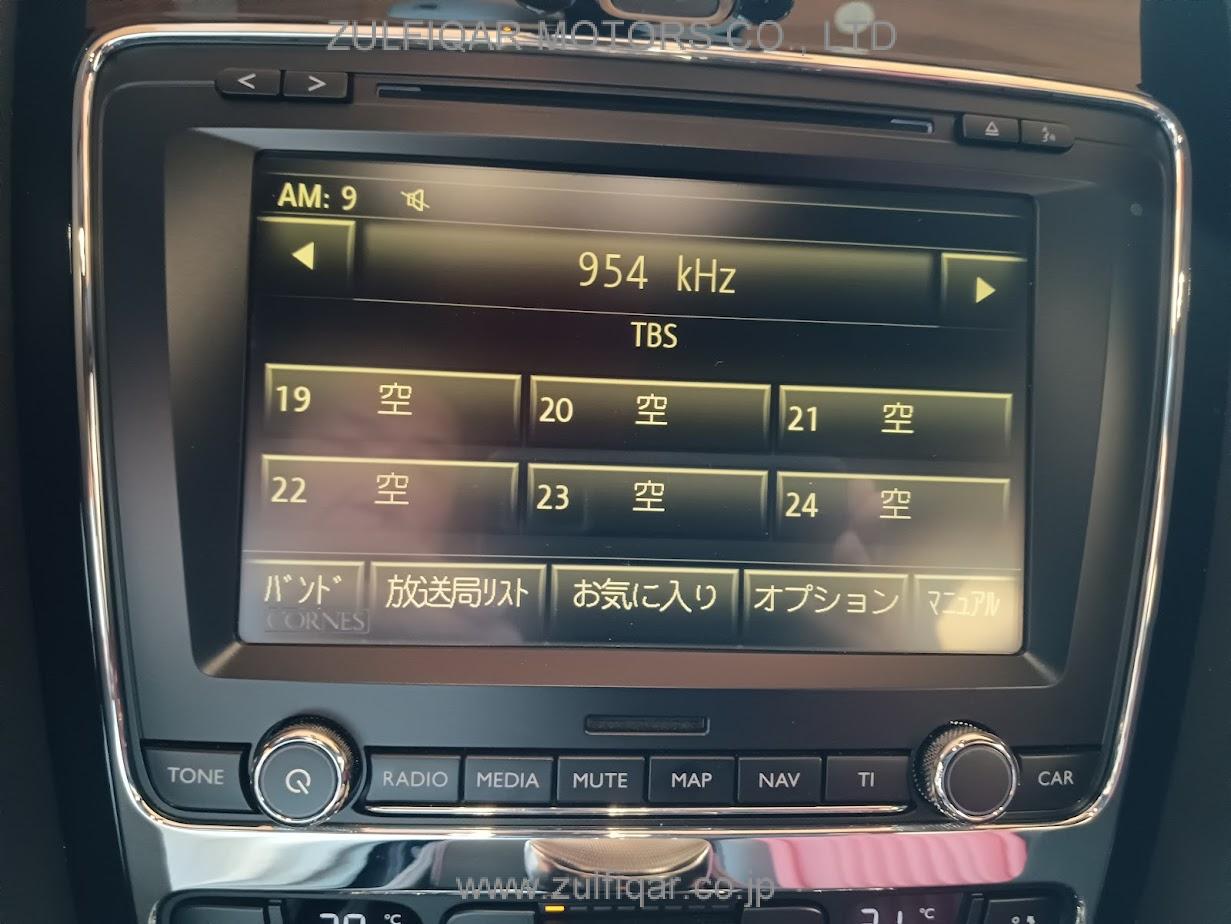 ZULFIQAR MOTORS CO., LTD
< >
AM: 9
954 kHz
TBS
19 空 20 空 21 空
22 空 23 空 24 空
バンド 放送局リスト お気に入り オプション マニュアル
CORNES
TONE RADIO MEDIA MUTE MAP NAV TI CAR
www.zulfiqar.co.jp
°C °C